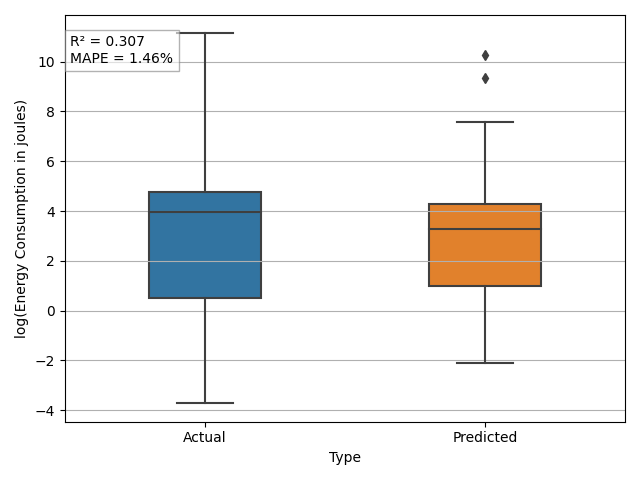 R² = 0.307
MAPE = 1.46%
10
8
6
4
2
0
−2
−4
log(Energy Consumption in joules)
Actual
Predicted
Type